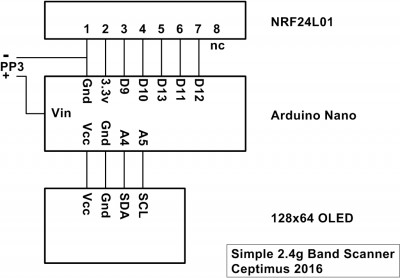 NRF24L01
1 2 3 4 5 6 7 8
nc
-
PP3
+
Gnd 3.3v D9 D10 D13 D11 D12
Vin
Arduino Nano
Vcc Gnd A4 A5
Vcc Gnd SDA SCL
128x64 OLED
Simple 2.4g Band Scanner
Ceptimus 2016